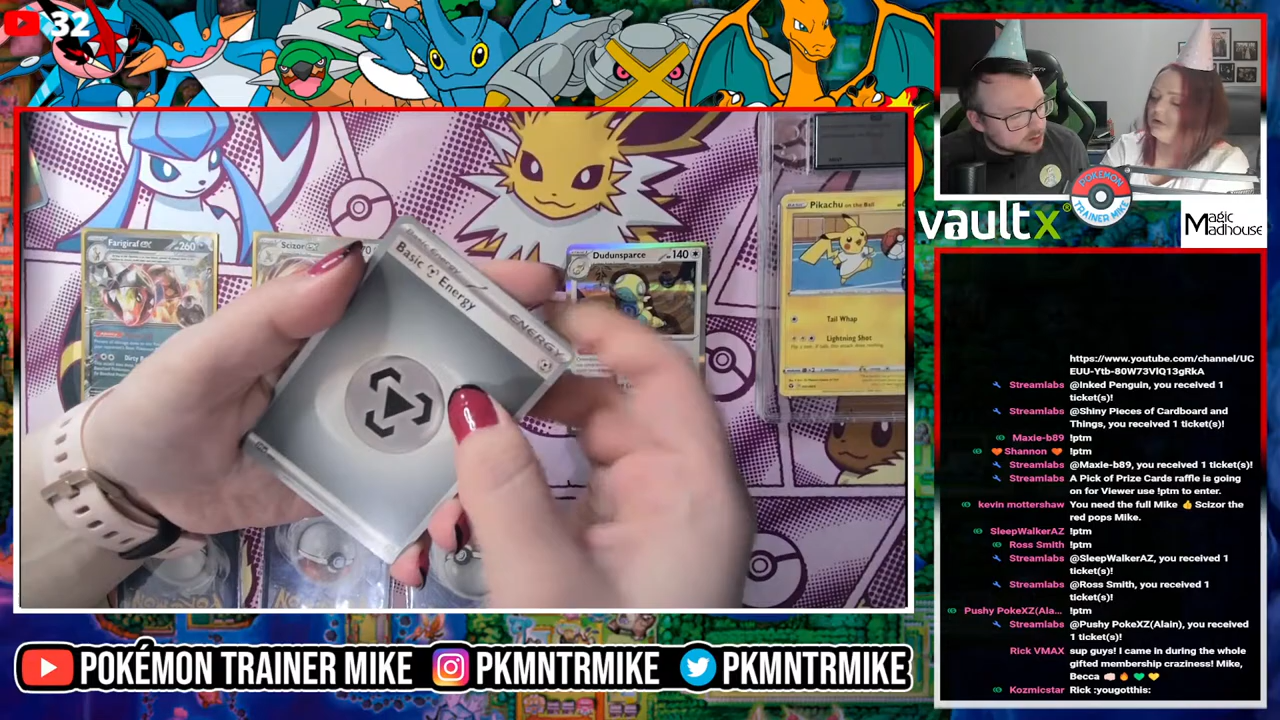 32
Farigiraf ex 260
Scizor ex
Basic Energy
ENERGY
Dudunsparce 140
Pikachu on the Ball
Tail Whap
Lightning Shot
POKÉMON
TRAINER MIKE
vaultx
Magic
Madhouse
https://www.youtube.com/channel/UC
EUU-Ytb-80W73VlQ13gRkA
Streamlabs @Inked Penguin, you received 1
ticket(s)!
Streamlabs @Shiny Pieces of Cardboard and
Things, you received 1 ticket(s)!
Maxie-b89 !ptm
Shannon !ptm
Streamlabs @Maxie-b89, you received 1 ticket(s)!
Streamlabs A Pick of Prize Cards raffle is going
on for Viewer use !ptm to enter.
kevin mottershaw You need the full Mike 👍 Scizor the
red pops Mike.
SleepWalkerAZ !ptm
Ross Smith !ptm
Streamlabs @SleepWalkerAZ, you received 1
ticket(s)!
Streamlabs @Ross Smith, you received 1
ticket(s)!
Pushy PokeXZ(Ala... !ptm
Streamlabs @Pushy PokeXZ(Alain), you received
1 ticket(s)!
Rick VMAX sup guys! I came in during the whole
gifted membership craziness! Mike,
Becca
Kozmicstar Rick :yougotthis:
POKÉMON TRAINER MIKE PKMNTRMIKE PKMNTRMIKE